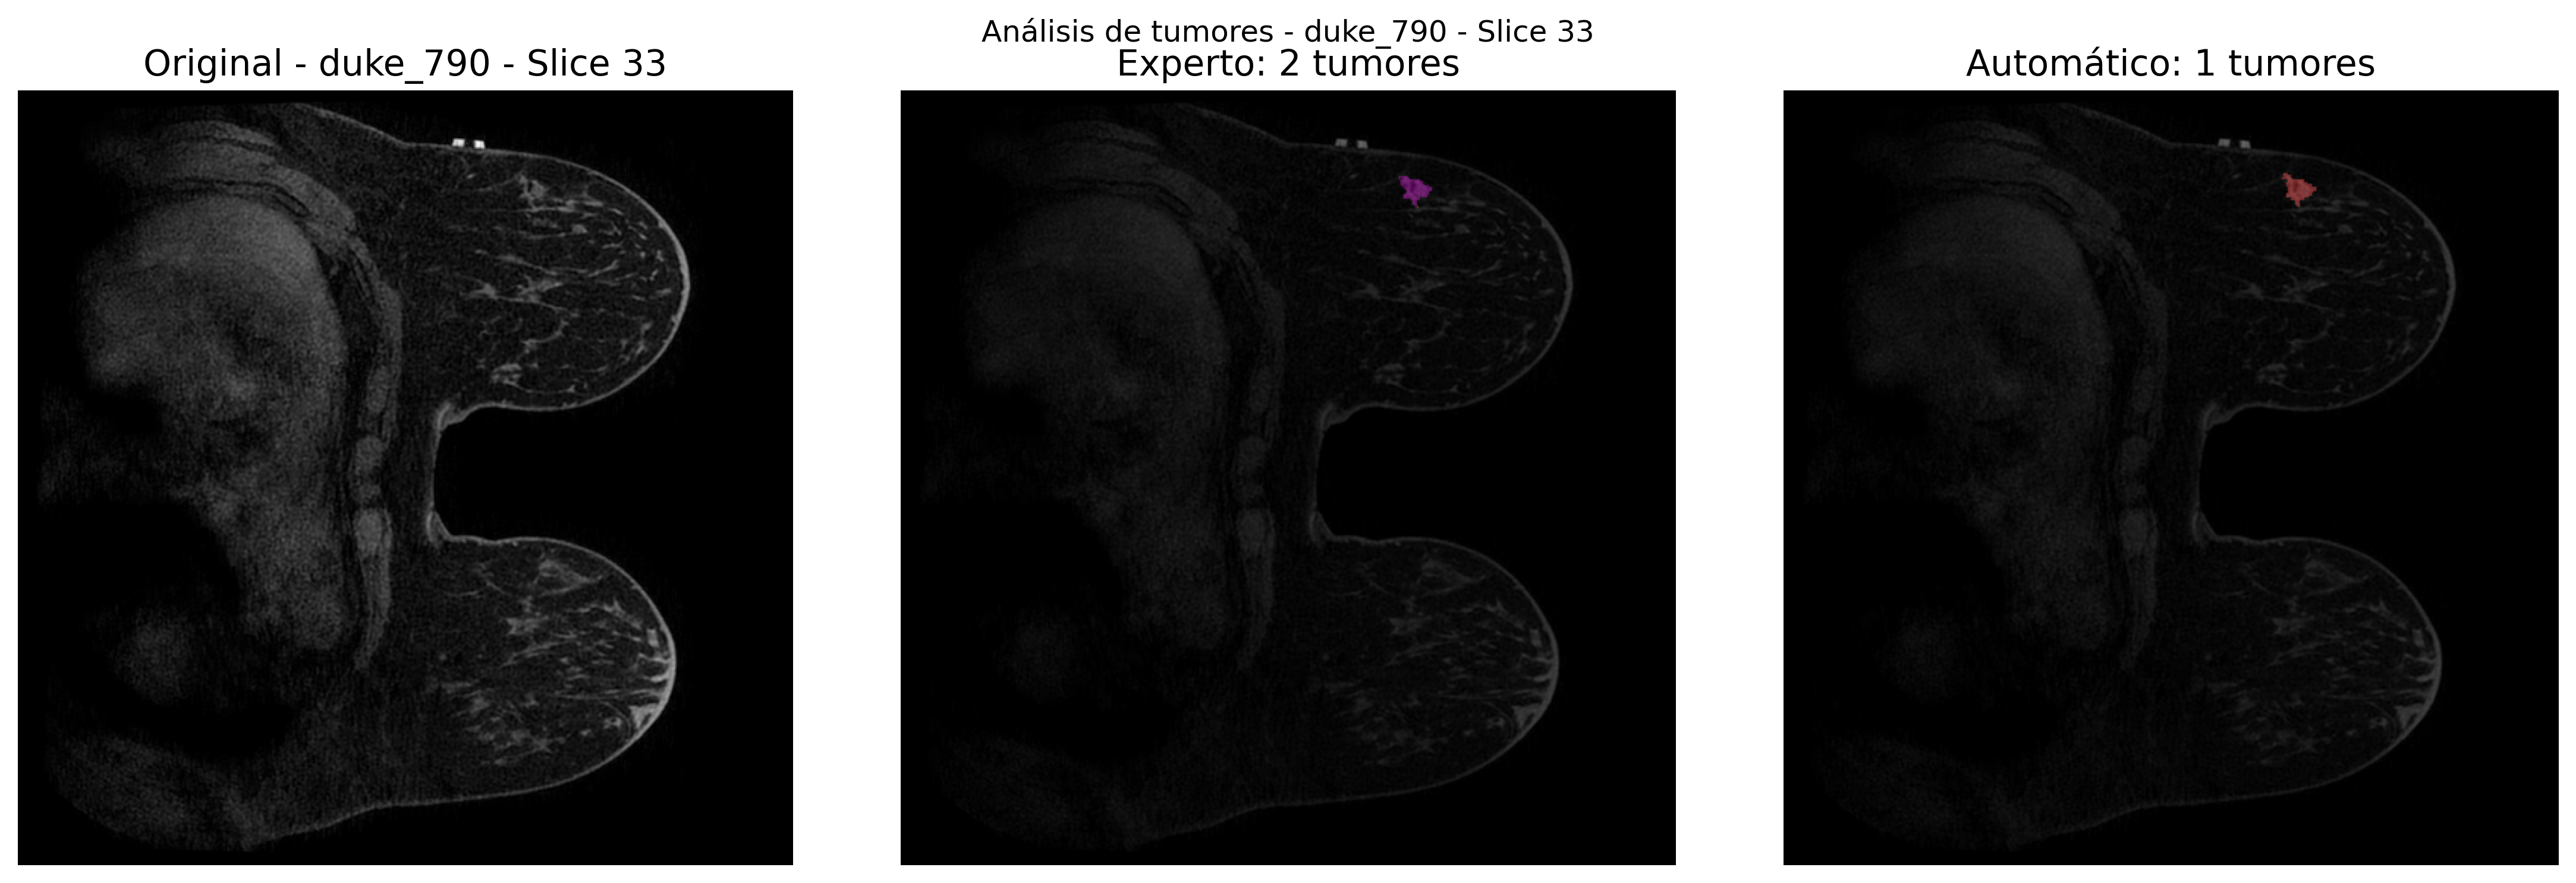 Análisis de tumores - duke_790 - Slice 33
Original - duke_790 - Slice 33
Experto: 2 tumores
Automático: 1 tumores